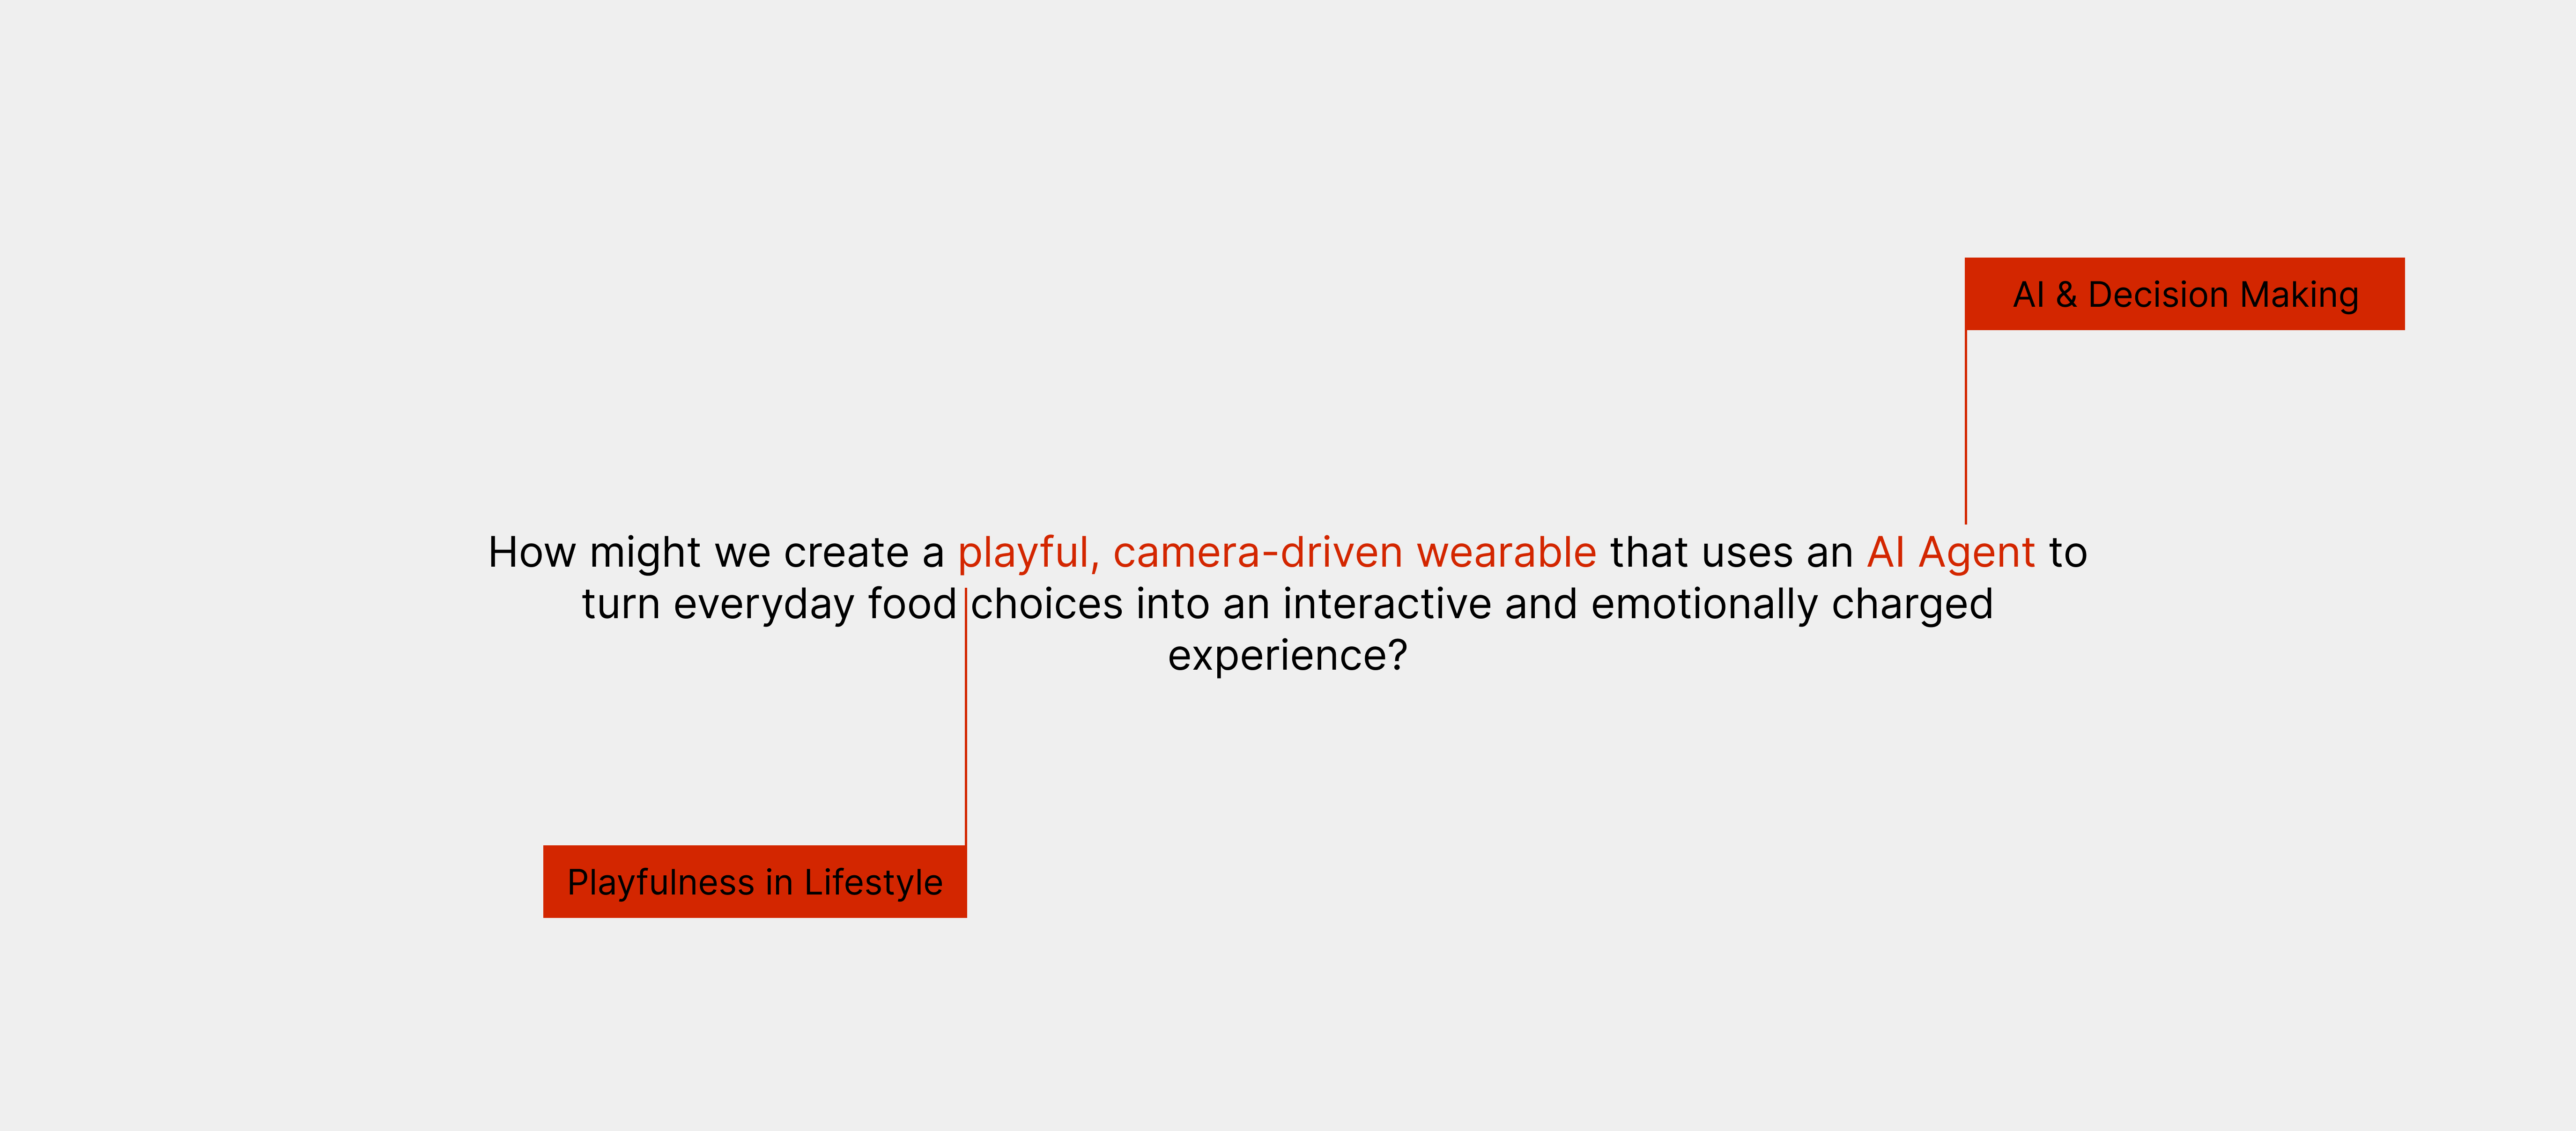 AI & Decision Making
How might we create a playful, camera-driven wearable that uses an AI Agent to
turn everyday food choices into an interactive and emotionally charged
experience?
Playfulness in Lifestyle